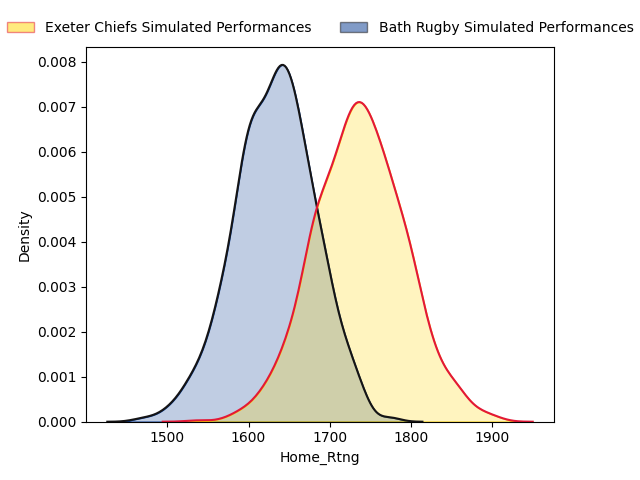 Exeter Chiefs Simulated Performances
Bath Rugby Simulated Performances
0.008
0.007
0.006
0.005
0.004
0.003
0.002
0.001
0.000
Density
1500 1600 1700 1800 1900
Home_Rtng